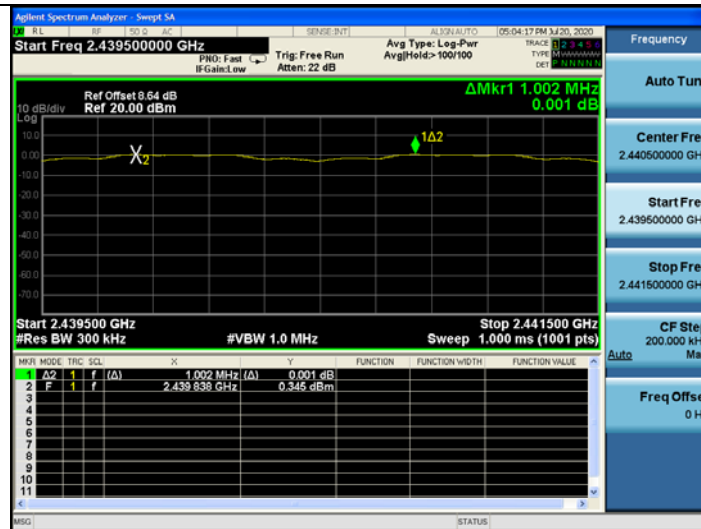 Agilent Spectrum Analyzer - Swept SA
RL RF 50 Ω AC SENSE:INT ALIGN AUTO 05:04:17 PM Jul 20, 2020
Start Freq 2.439500000 GHz
PNO: Fast
IFGain:Low
Trig: Free Run
Atten: 22 dB
Avg Type: Log-Pwr
Avg|Hold:> 100/100
TRACE 1 2 3 4 5 6
TYPE M
DET P N N N N N
Ref Offset 8.64 dB
Ref 20.00 dBm
10 dB/div
Log
ΔMkr1 1.002 MHz
0.001 dB
10.0
0.00
-10.0
-20.0
-30.0
-40.0
-50.0
-60.0
-70.0
X2
1Δ2
Start 2.439500 GHz
Stop 2.441500 GHz
#Res BW 300 kHz
#VBW 1.0 MHz
Sweep 1.000 ms (1001 pts)
MKR MODE TRC SCL X Y FUNCTION FUNCTION WIDTH FUNCTION VALUE
1 Δ2 1 f (Δ) 1.002 MHz (Δ) 0.001 dB
2 F 1 f 2.439 838 GHz 0.345 dBm
3
4
5
6
7
8
9
10
11
MSG
STATUS
Frequency
Auto Tun
Center Fre
2.440500000 GH
Start Fre
2.439500000 GH
Stop Fre
2.441500000 GH
CF Ste
200.000 kH
Auto Ma
Freq Offse
0 H